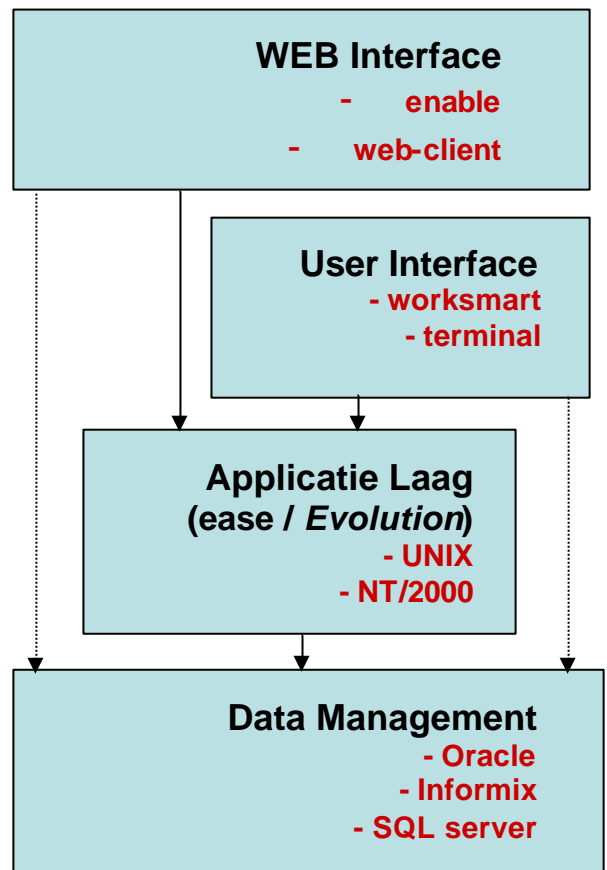 WEB Interface
- enable
- web-client
User Interface
- worksmart
- terminal
Applicatie Laag
(ease / Evolution)
- UNIX
- NT/2000
Data Management
- Oracle
- Informix
- SQL server